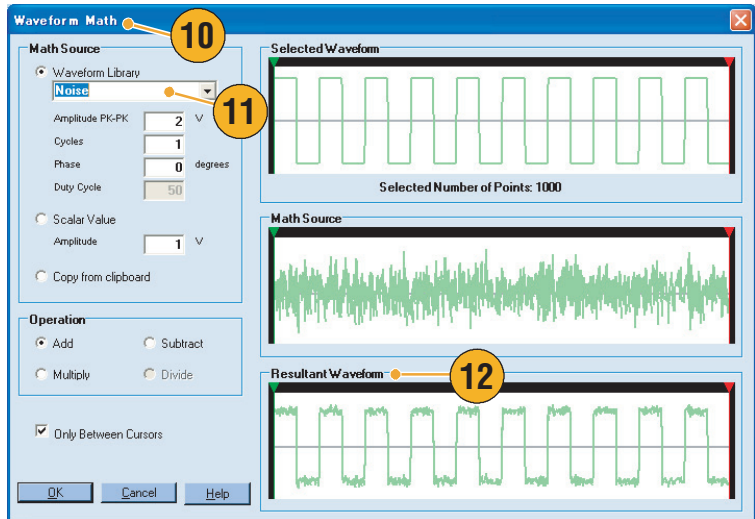 Waveform Math
10
Math Source
Waveform Library
Noise
11
Amplitude PK-PK 2 V
Cycles 1
Phase 0 degrees
Duty Cycle 50
Scalar Value
Amplitude 1 V
Copy from clipboard
Operation
Add Subtract
Multiply Divide
Only Between Cursors
OK Cancel Help
Selected Waveform
Selected Number of Points: 1000
Math Source
Resultant Waveform
12